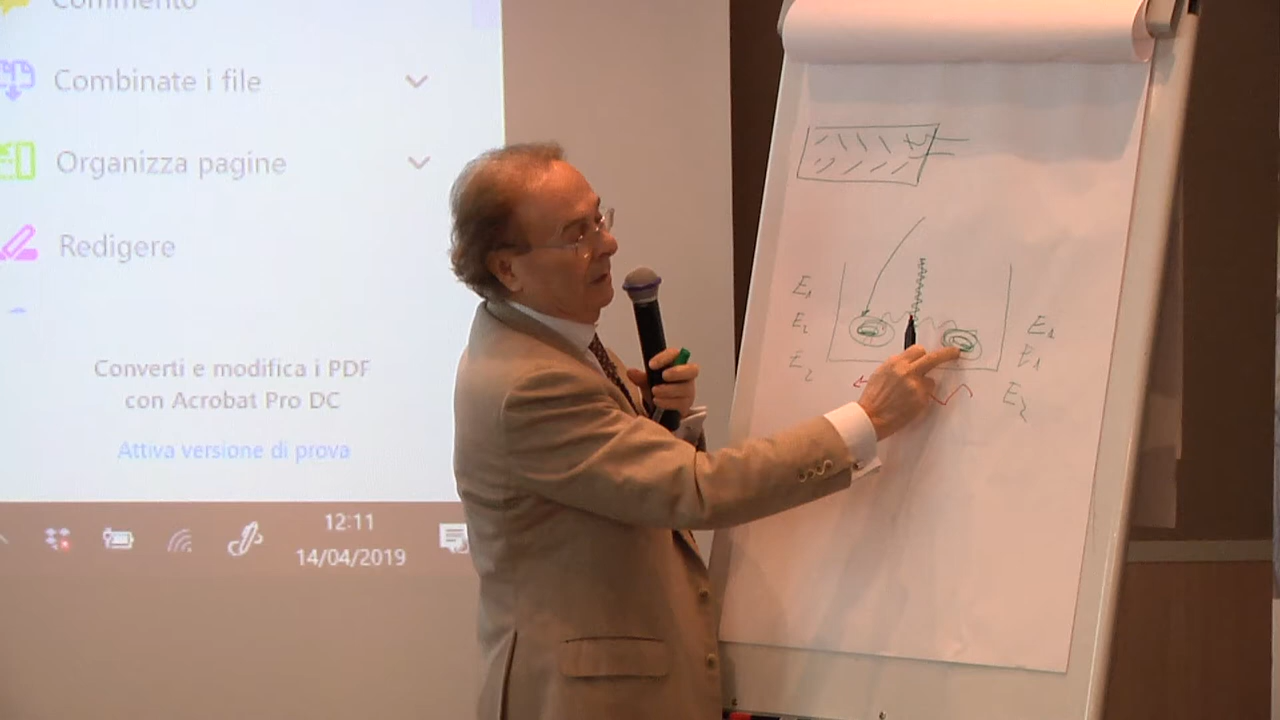 Commento
Combinate i file
Organizza pagine
Redigere
Converti e modifica i PDF
con Acrobat Pro DC
Attiva versione di prova
12:11
14/04/2019
E₁
E₂
E₂
E₁
E₂